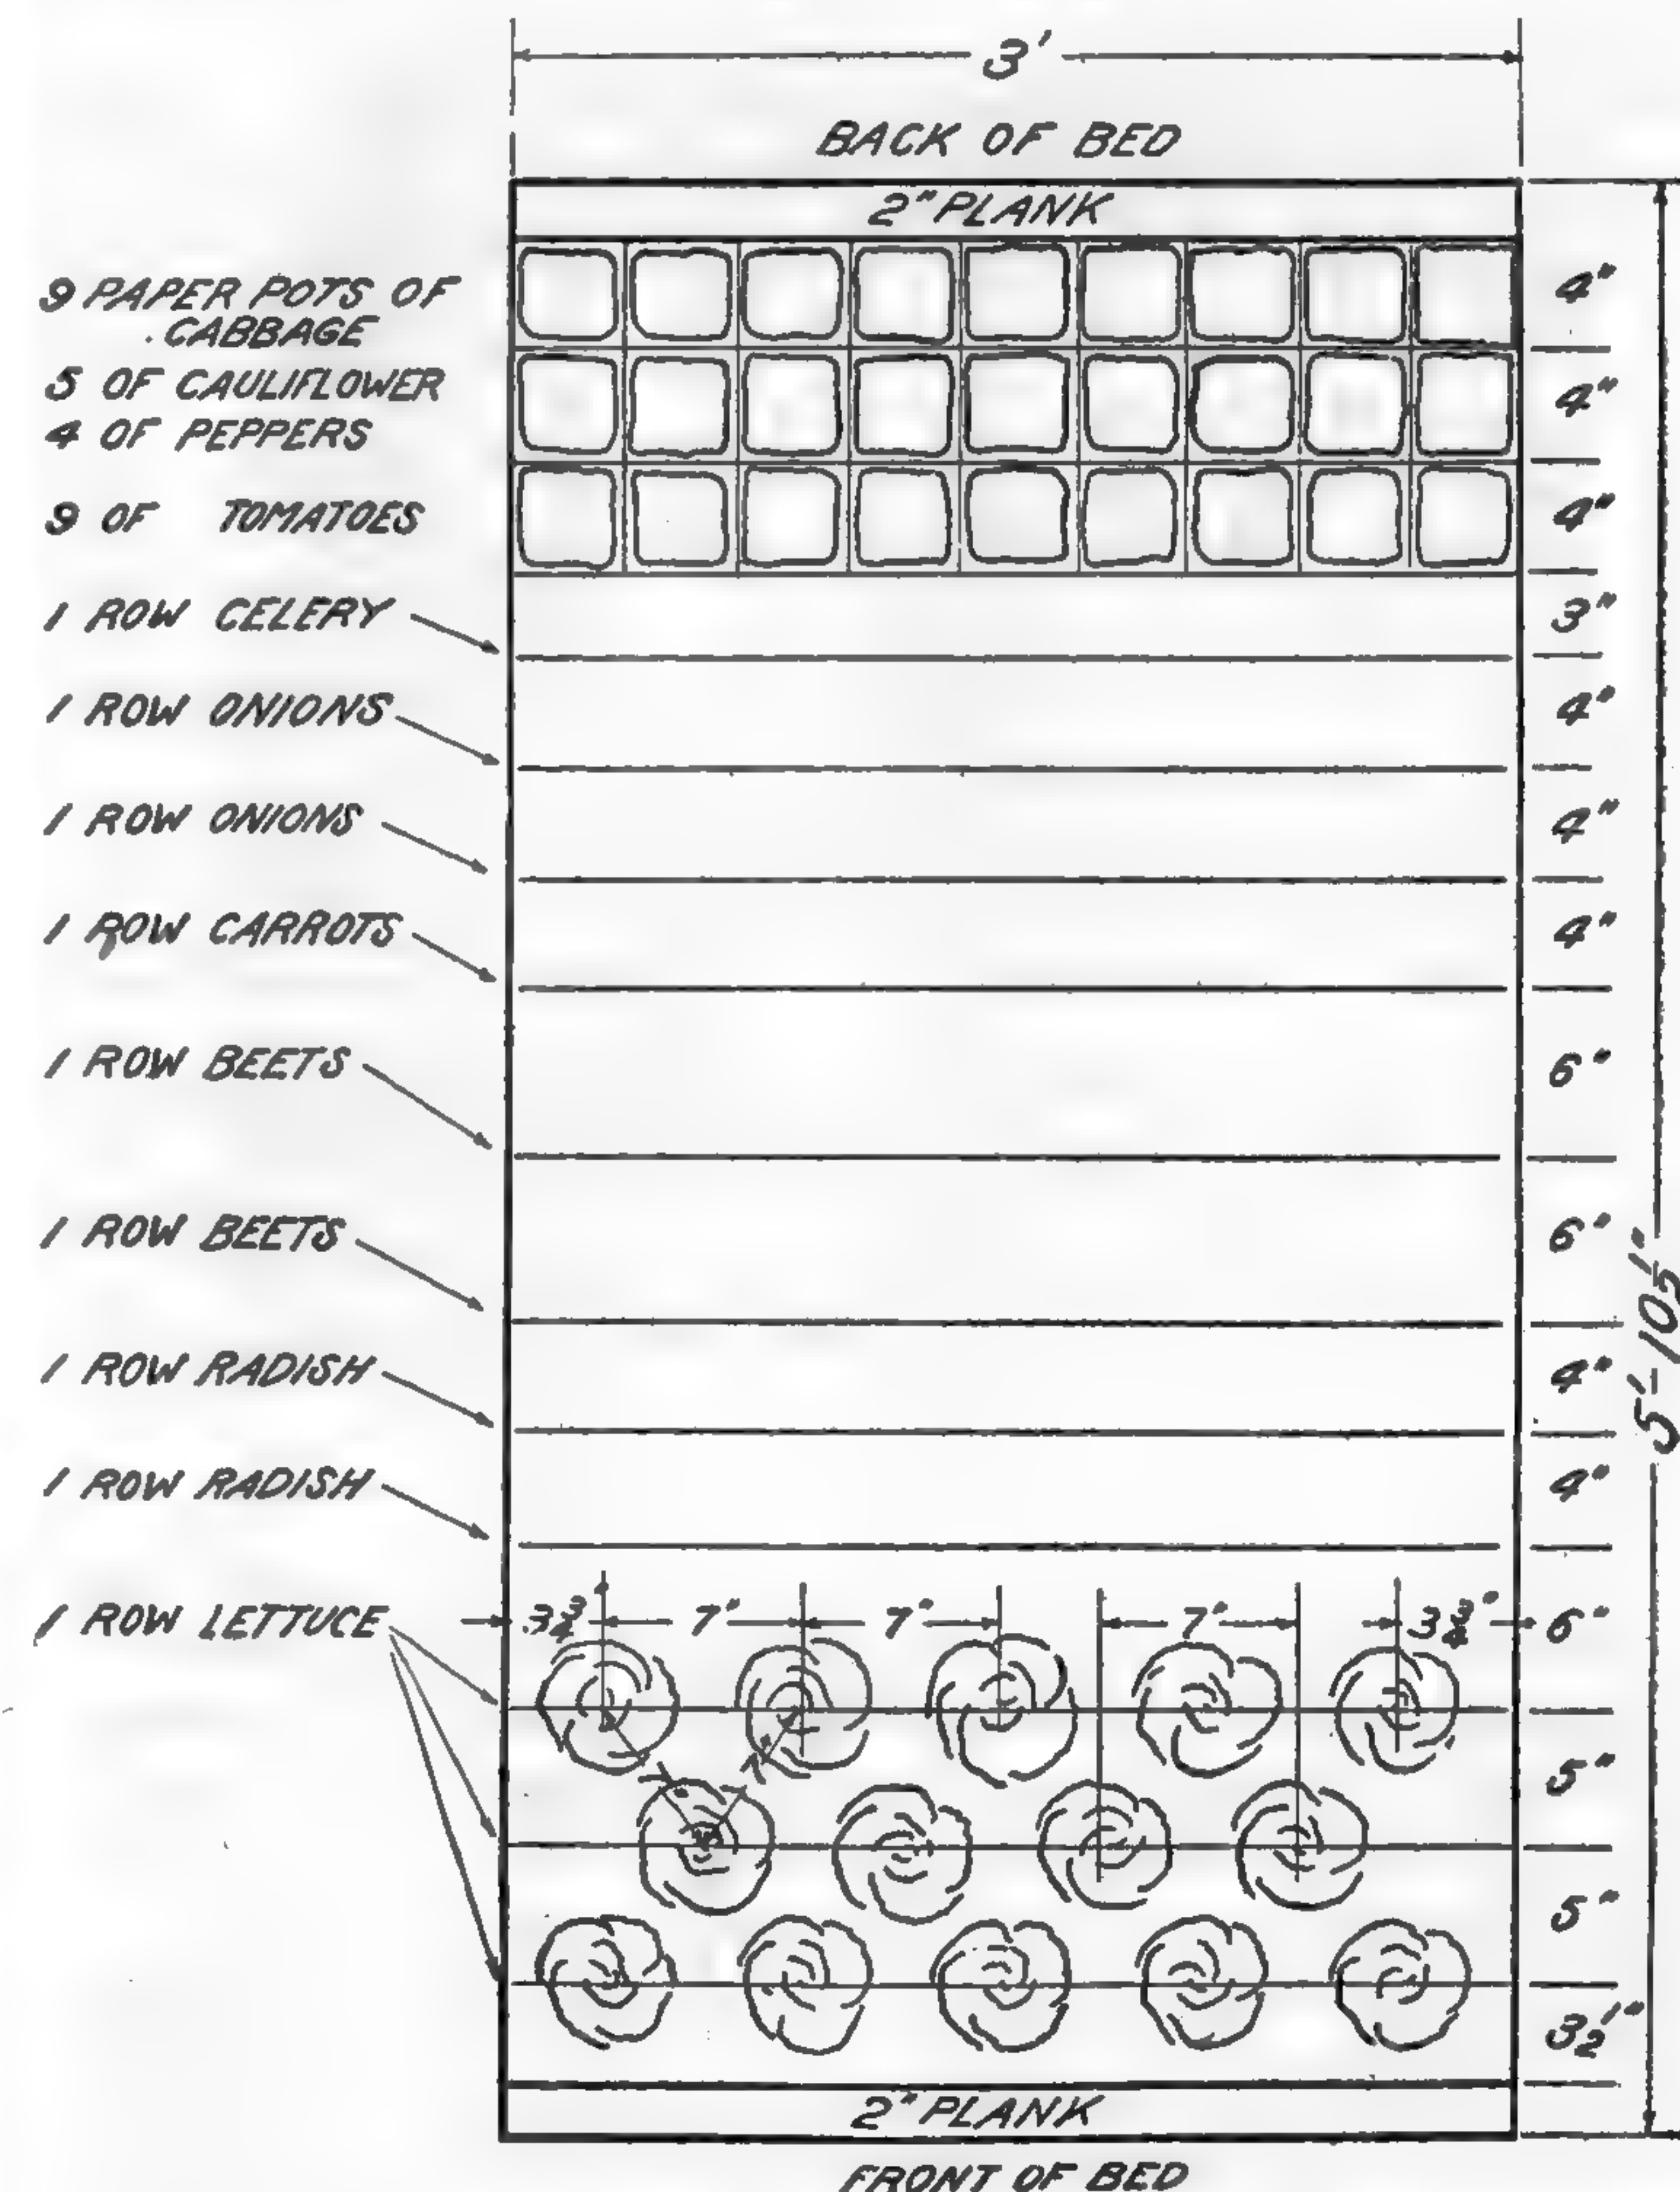 3'
BACK OF BED
2" PLANK
9 PAPER POTS OF
CABBAGE
4"
5 OF CAULIFLOWER
4 OF PEPPERS
4"
9 OF TOMATOES
4"
1 ROW CELERY
3"
1 ROW ONIONS
4"
1 ROW ONIONS
4"
1 ROW CARROTS
4"
1 ROW BEETS
6"
1 ROW BEETS
6"
5'-10½"
1 ROW RADISH
4"
1 ROW RADISH
4"
1 ROW LETTUCE
3¾ 7" 7" 7" 3¾" 6"
7" 7"
5"
5"
3½"
2" PLANK
FRONT OF BED